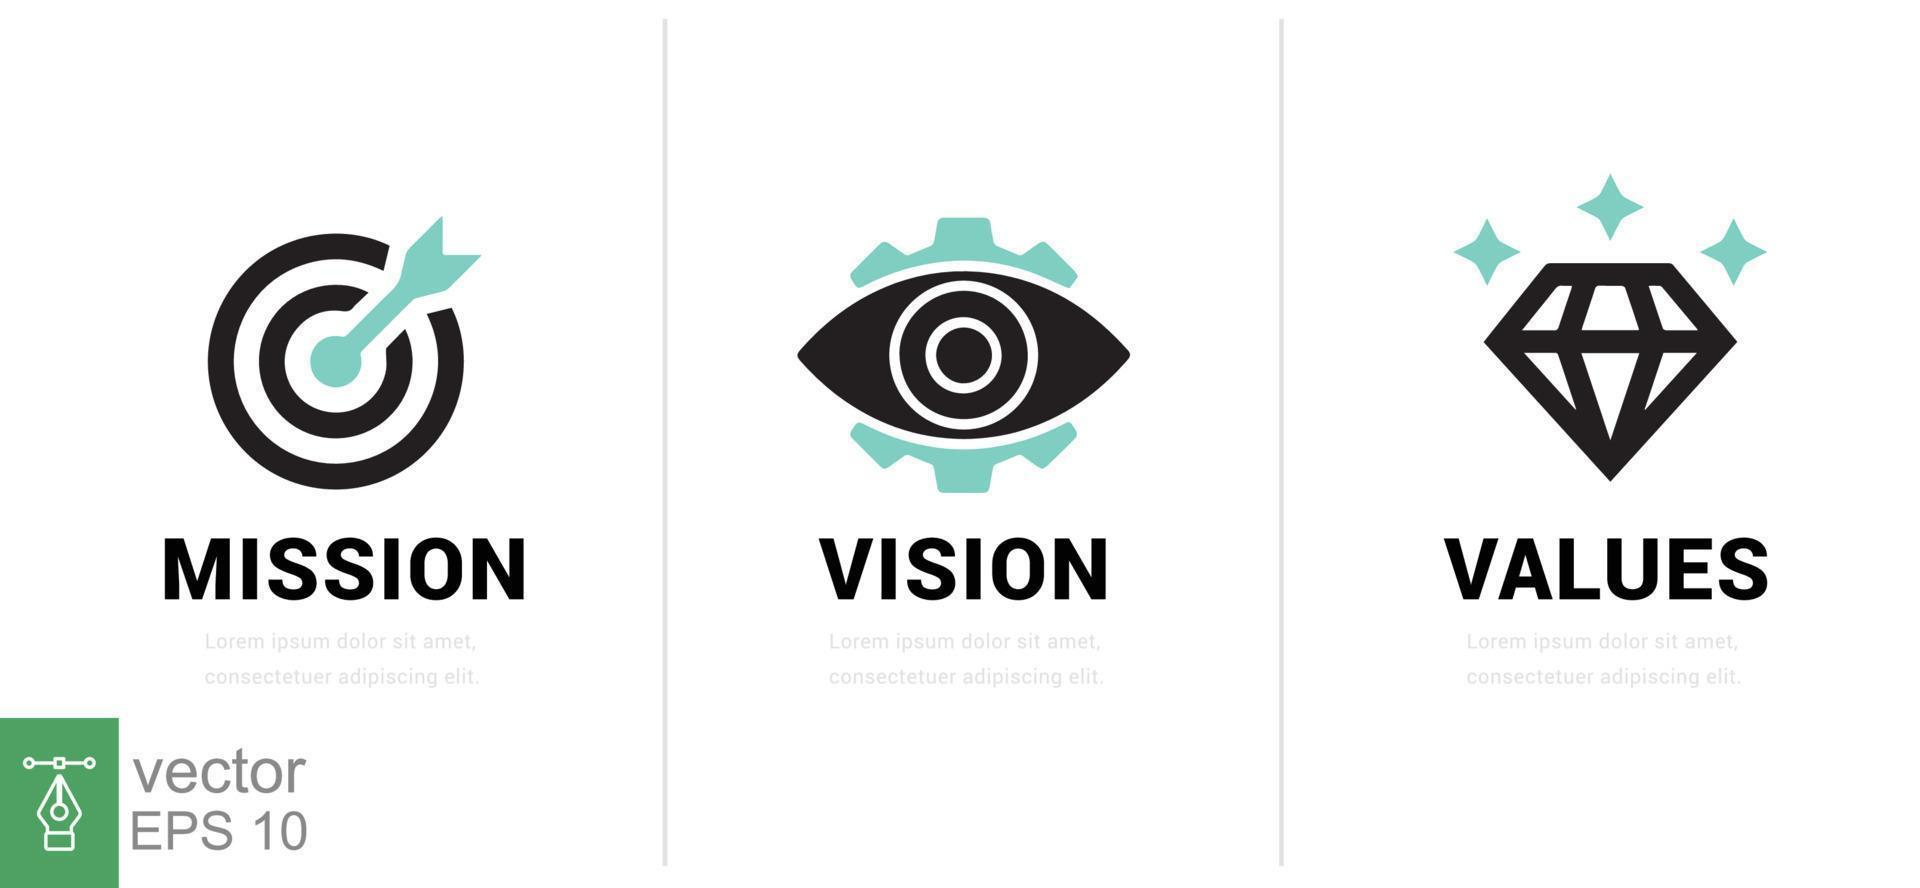 MISSION
Lorem ipsum dolor sit amet,
consectetuer adipiscing elit.
VISION
Lorem ipsum dolor sit amet,
consectetuer adipiscing elit.
VALUES
Lorem ipsum dolor sit amet,
consectetuer adipiscing elit.
vector
EPS 10